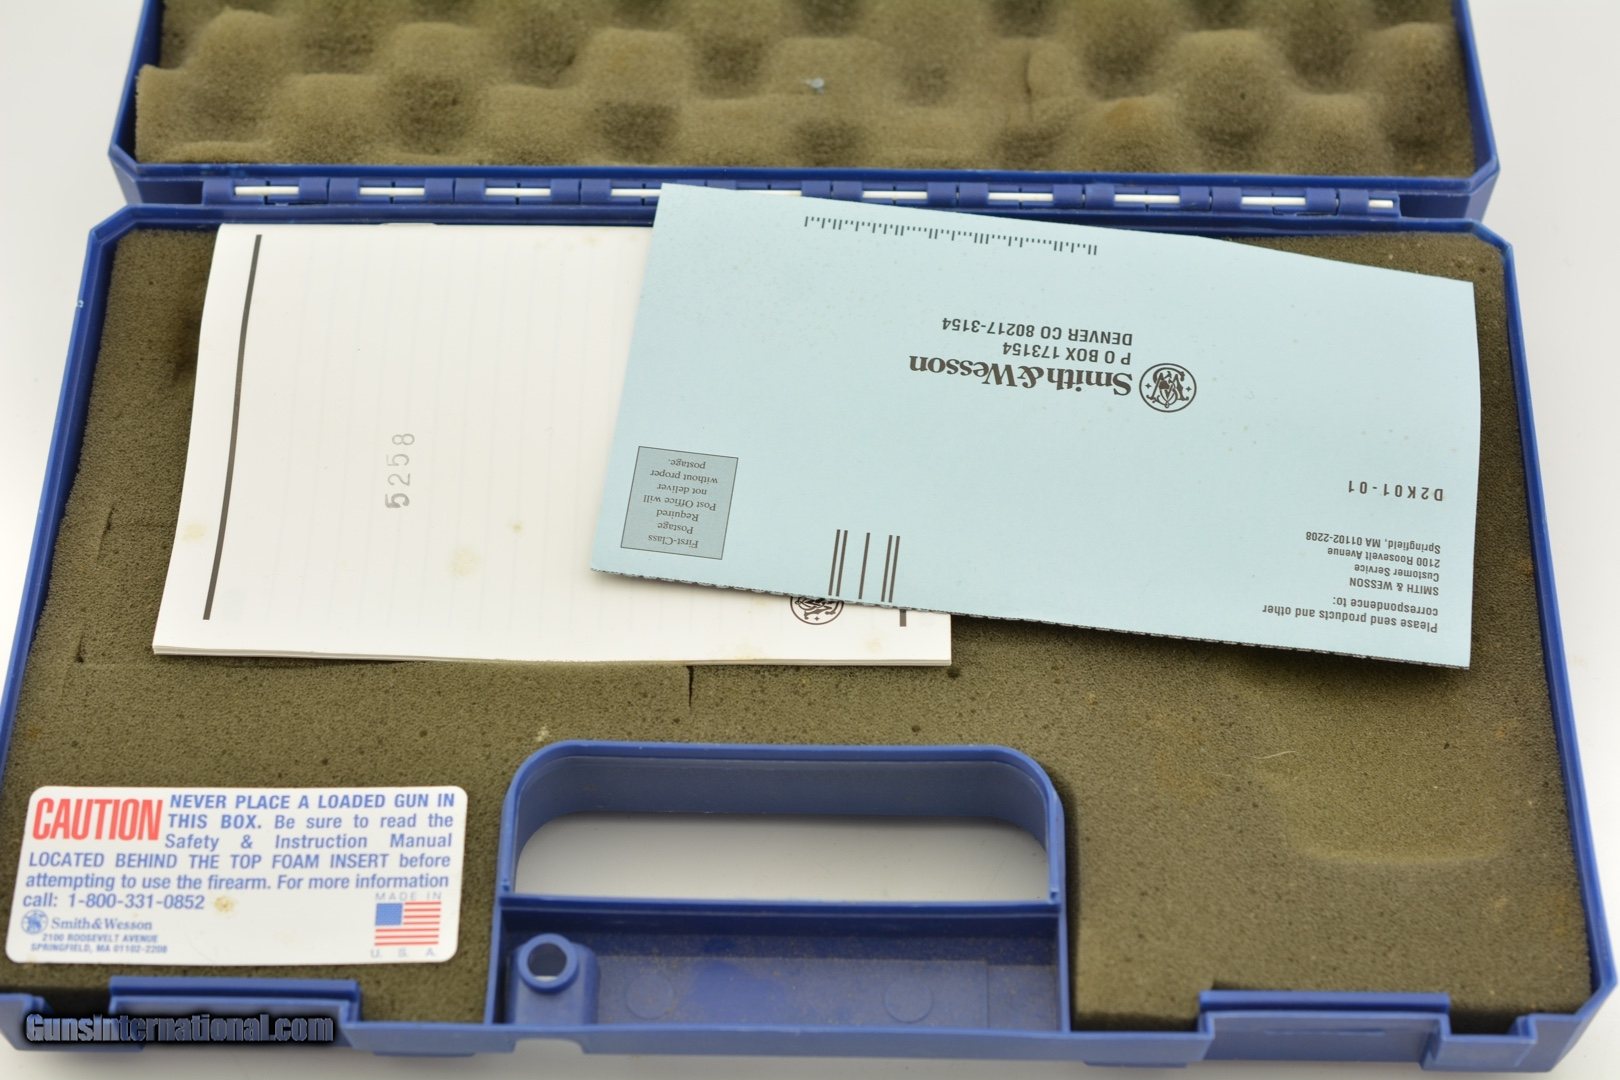 Smith & Wesson
P O BOX 173154
DENVER CO 80217-3154
First-Class
Postage
Required
Post Office will
not deliver
without proper
postage.
D2K01-01
Please send products and other
correspondence to:
SMITH & WESSON
Customer Service
2100 Roosevelt Avenue
Springfield, MA 01102-2208
5258
CAUTION NEVER PLACE A LOADED GUN IN
THIS BOX. Be sure to read the
Safety & Instruction Manual
LOCATED BEHIND THE TOP FOAM INSERT before
attempting to use the firearm. For more information
call: 1-800-331-0852
Smith & Wesson
2100 ROOSEVELT AVENUE
SPRINGFIELD, MA 01102-2208
MADE IN
U. S. A.
GunsInternational.com